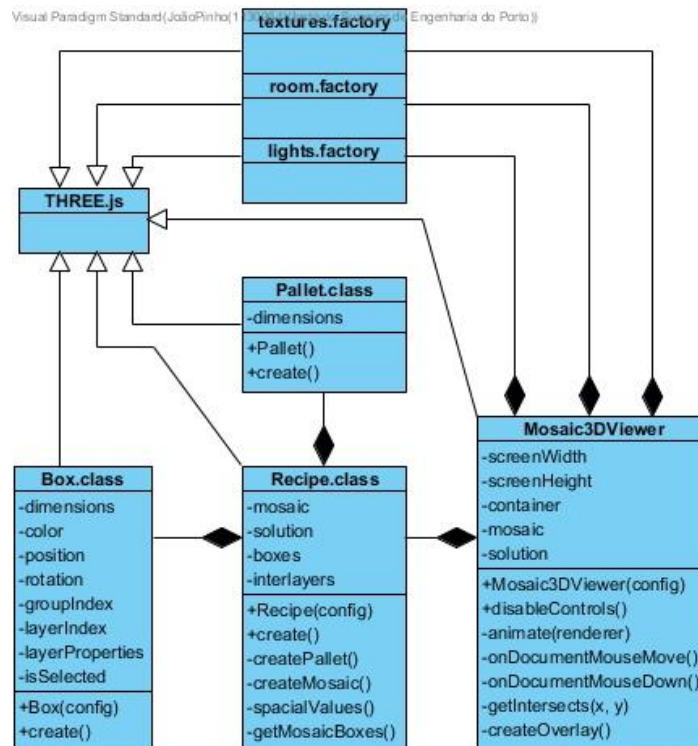 Visual Paradigm Standard(JoãoPinho(1 de Engenharia do Porto))
textures.factory
room.factory
lights.factory
THREE.js
Pallet.class
-dimensions
+Pallet()
+create()
Mosaic3DViewer
-screenWidth
-screenHeight
-container
-mosaic
-solution
+Mosaic3DViewer(config)
+disableControls()
-animate(renderer)
-onDocumentMouseMove()
-onDocumentMouseDown()
-getIntersects(x, y)
-createOverlay()
Box.class
-dimensions
-color
-position
-rotation
-groupIndex
-layerIndex
-layerProperties
-isSelected
+Box(config)
+create()
Recipe.class
-mosaic
-solution
-boxes
-interlayers
+Recipe(config)
+create()
-createPallet()
-createMosaic()
-spacialValues()
-getMosaicBoxes()